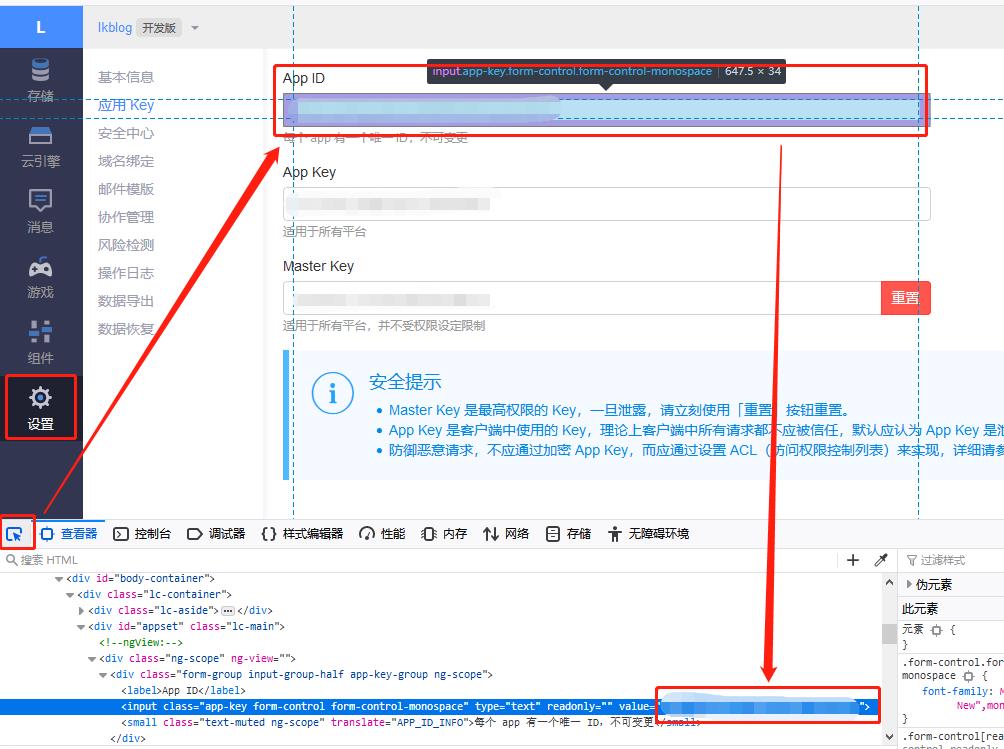 L
lkblog 开发版
存储
云引擎
消息
游戏
组件
设置
基本信息
应用 Key
安全中心
域名绑定
邮件模版
协作管理
风险检测
操作日志
数据导出
数据恢复
App ID
input.app-key.form-control.form-control-monospace | 647.5 × 34
每个 app 有一个唯一 ID，不可变更
App Key
适用于所有平台
Master Key
重置
适用于所有平台，并不受权限设定限制
安全提示
• Master Key 是最高权限的 Key，一旦泄露，请立刻使用「重置」按钮重置。
• App Key 是客户端中使用的 Key，理论上客户端中所有请求都不应被信任，默认应认为 App Key 是泄
• 防御恶意请求，不应通过加密 App Key，而应通过设置 ACL（访问权限控制列表）来实现，详细请参
查看器 控制台 调试器 {} 样式编辑器 性能 内存 网络 存储 无障碍环境
搜索 HTML
过滤样式
<div id="body-container">
<div class="lc-container">
<div class="lc-aside"> ••• </div>
<div id="appset" class="lc-main">
<!--ngView:-->
<div class="ng-scope" ng-view="">
<div class="form-group input-group-half app-key-group ng-scope">
<label>App ID</label>
<input class="app-key form-control form-control-monospace" type="text" readonly="" value=" ">
<small class="text-muted ng-scope" translate="APP_ID_INFO">每个 app 有一个唯一 ID，不可变更</small>
</div>
伪元素
此元素
元素 {
}
.form-control.for
monospace {
font-family: M
New",mon
}
.form-control[rea